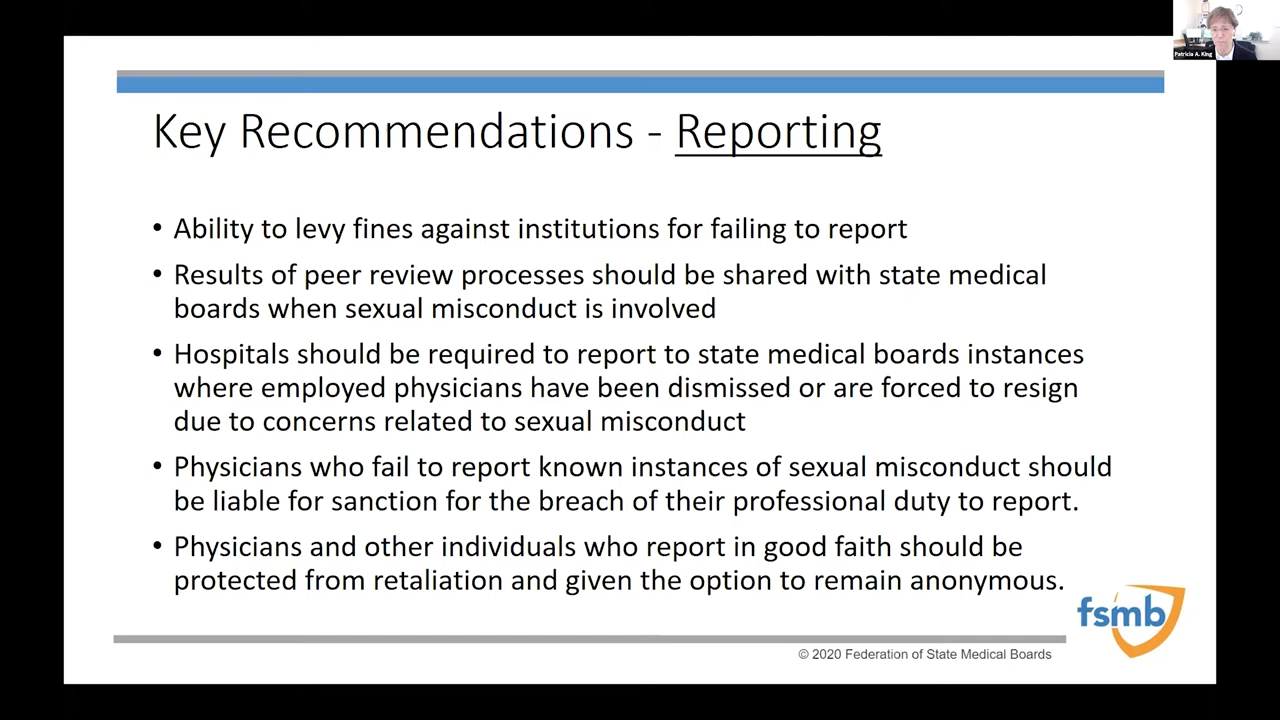 Patricia A. King
Key Recommendations - Reporting
• Ability to levy fines against institutions for failing to report
• Results of peer review processes should be shared with state medical
boards when sexual misconduct is involved
• Hospitals should be required to report to state medical boards instances
where employed physicians have been dismissed or are forced to resign
due to concerns related to sexual misconduct
• Physicians who fail to report known instances of sexual misconduct should
be liable for sanction for the breach of their professional duty to report.
• Physicians and other individuals who report in good faith should be
protected from retaliation and given the option to remain anonymous.
fsmb
© 2020 Federation of State Medical Boards